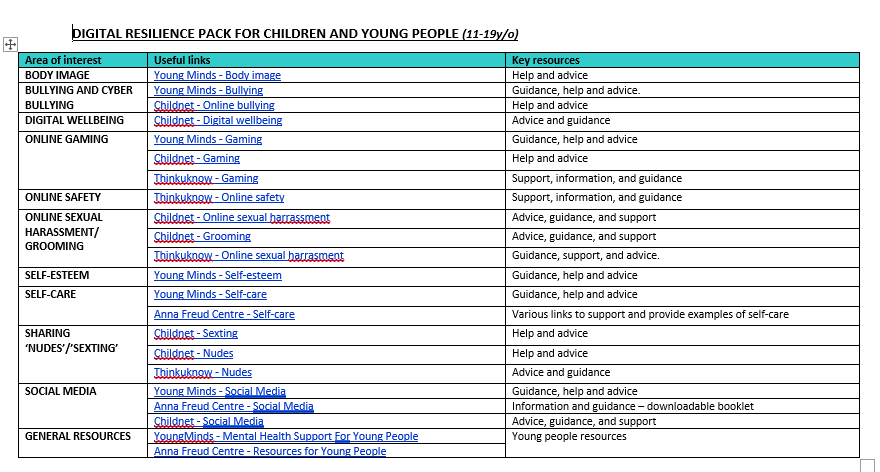 DIGITAL RESILIENCE PACK FOR CHILDREN AND YOUNG PEOPLE (11-19y/o)
Area of interest Useful links Key resources
BODY IMAGE Young Minds - Body image Help and advice
BULLYING AND CYBER Young Minds - Bullying Guidance, help and advice.
BULLYING Childnet - Online bullying Help and advice
DIGITAL WELLBEING Childnet - Digital wellbeing Advice and guidance
ONLINE GAMING Young Minds - Gaming Guidance, help and advice
Childnet - Gaming Help and advice
Thinkuknow - Gaming Support, information, and guidance
ONLINE SAFETY Thinkuknow - Online safety Support, information, and guidance
ONLINE SEXUAL Childnet - Online sexual harrassment Advice, guidance, and support
HARASSMENT/ Childnet - Grooming Advice, guidance, and support
GROOMING Thinkuknow - Online sexual harrasment Guidance, support, and advice.
SELF-ESTEEM Young Minds - Self-esteem Guidance, help and advice
SELF-CARE Young Minds - Self-care Guidance, help and advice
Anna Freud Centre - Self-care Various links to support and provide examples of self-care
SHARING Childnet - Sexting Help and advice
‘NUDES’/’SEXTING’ Childnet - Nudes Help and advice
Thinkuknow - Nudes Advice and guidance
SOCIAL MEDIA Young Minds - Social Media Guidance, help and advice
Anna Freud Centre - Social Media Information and guidance – downloadable booklet
Childnet - Social Media Advice, guidance, and support
GENERAL RESOURCES YoungMinds - Mental Health Support For Young People Young people resources
Anna Freud Centre - Resources for Young People